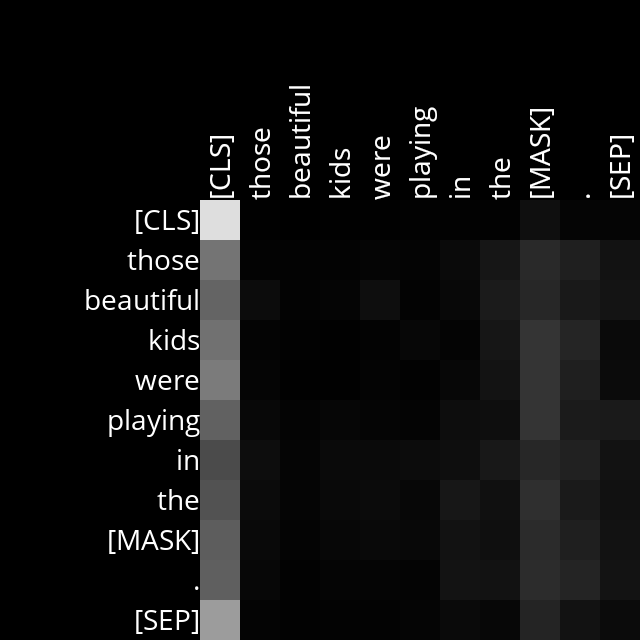 [CLS] those beautiful kids were playing in the [MASK] . [SEP]
[CLS]
those
beautiful
kids
were
playing
in
the
[MASK]
.
[SEP]